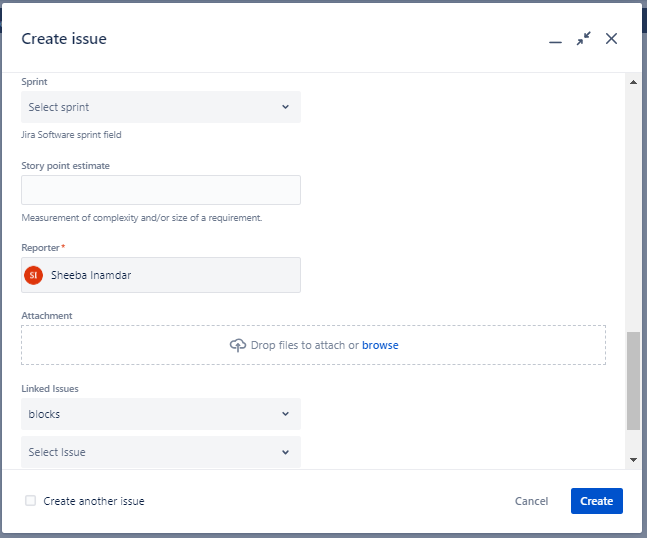 Create issue
Sprint
Select sprint
Jira Software sprint field
Story point estimate
Measurement of complexity and/or size of a requirement.
Reporter*
SI Sheeba Inamdar
Attachment
Drop files to attach or browse
Linked Issues
blocks
Select Issue
Create another issue
Cancel
Create